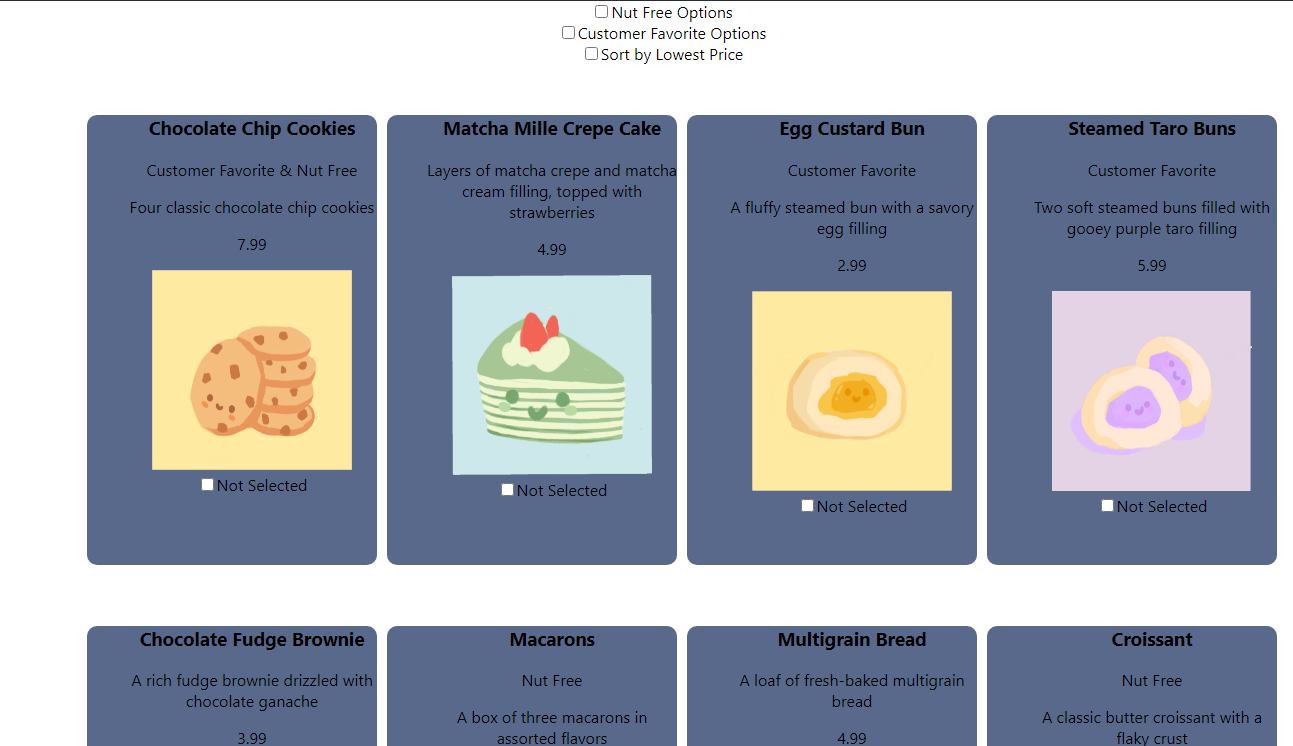 Nut Free Options
Customer Favorite Options
Sort by Lowest Price
Chocolate Chip Cookies
Customer Favorite & Nut Free
Four classic chocolate chip cookies
7.99
Not Selected
Matcha Mille Crepe Cake
Layers of matcha crepe and matcha
cream filling, topped with
strawberries
4.99
Not Selected
Egg Custard Bun
Customer Favorite
A fluffy steamed bun with a savory
egg filling
2.99
Not Selected
Steamed Taro Buns
Customer Favorite
Two soft steamed buns filled with
gooey purple taro filling
5.99
Not Selected
Chocolate Fudge Brownie
A rich fudge brownie drizzled with
chocolate ganache
3.99
Macarons
Nut Free
A box of three macarons in
assorted flavors
Multigrain Bread
A loaf of fresh-baked multigrain
bread
4.99
Croissant
Nut Free
A classic butter croissant with a
flaky crust